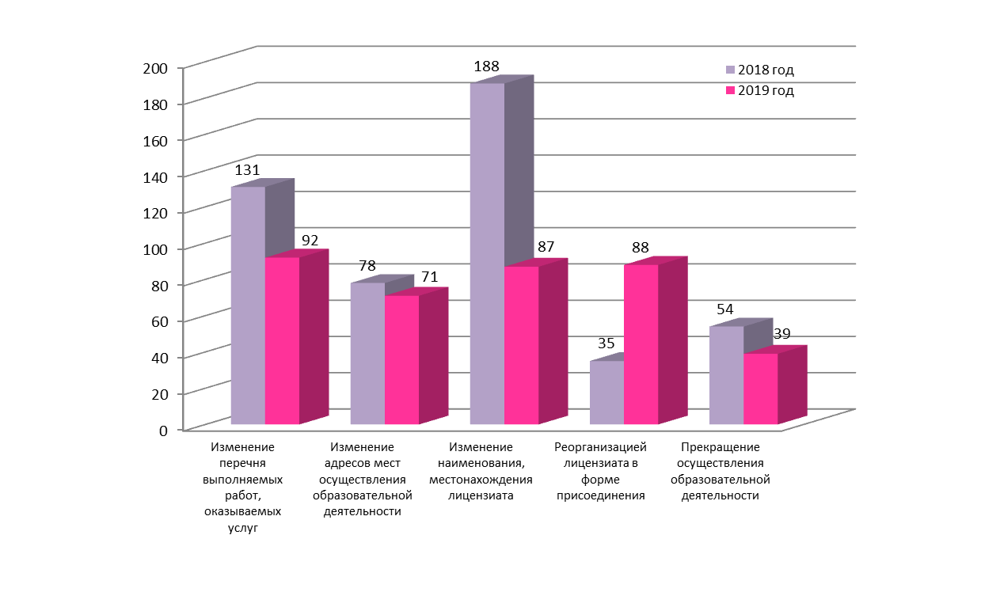 200
180
160
140
120
100
80
60
40
20
0
131
92
78
71
188
87
35
88
54
39
2018 год
2019 год
Изменение
перечня
выполняемых
работ,
оказываемых
услуг
Изменение
адресов мест
осуществления
образовательной
деятельности
Изменение
наименования,
местонахождения
лицензиата
Реорганизацией
лицензиата в
форме
присоединения
Прекращение
осуществления
образовательной
деятельности